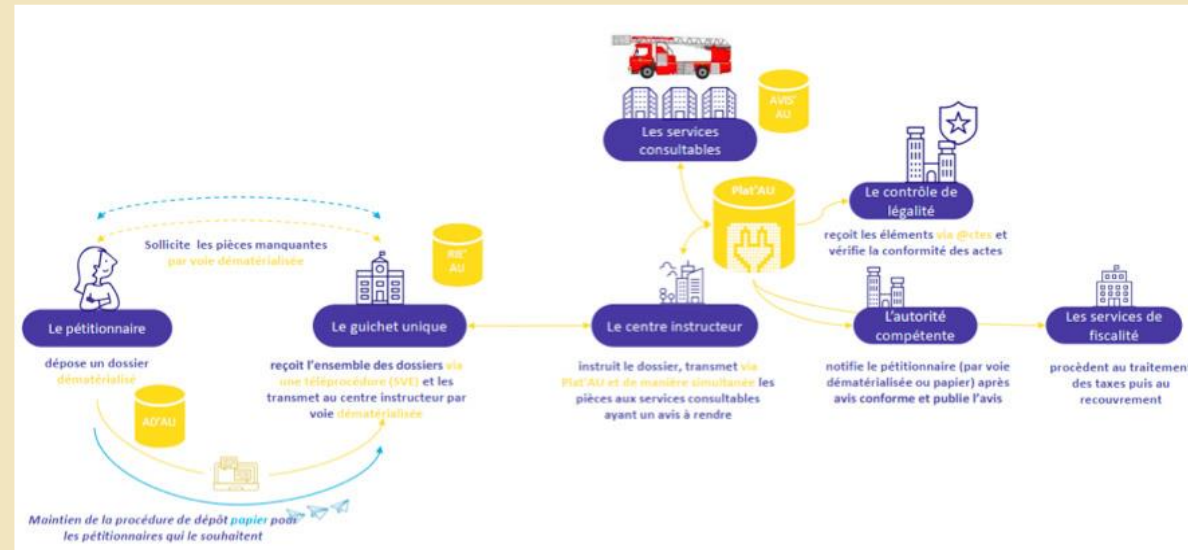 AVIS'
AU
Les services
consultables
Plat'AU
Le contrôle de
légalité
reçoit les éléments via @ctes et
vérifie la conformité des actes
Sollicite les pièces manquantes
par voie dématérialisée
RIE'
AU
Le pétitionnaire
dépose un dossier
dématérialisé
Le guichet unique
reçoit l'ensemble des dossiers via
une téléprocédure (SVE) et les
transmet au centre instructeur par
voie dématérialisée
Le centre instructeur
instruit le dossier, transmet via
Plat'AU et de manière simultanée les
pièces aux services consultables
ayant un avis à rendre
L'autorité
compétente
notifie le pétitionnaire (par voie
dématérialisée ou papier) après
avis conforme et publie l'avis
Les services de
fiscalité
procèdent au traitement
des taxes puis au
recouvrement
AD'AU
Maintien de la procédure de dépôt papier pour
les pétitionnaires qui le souhaitent